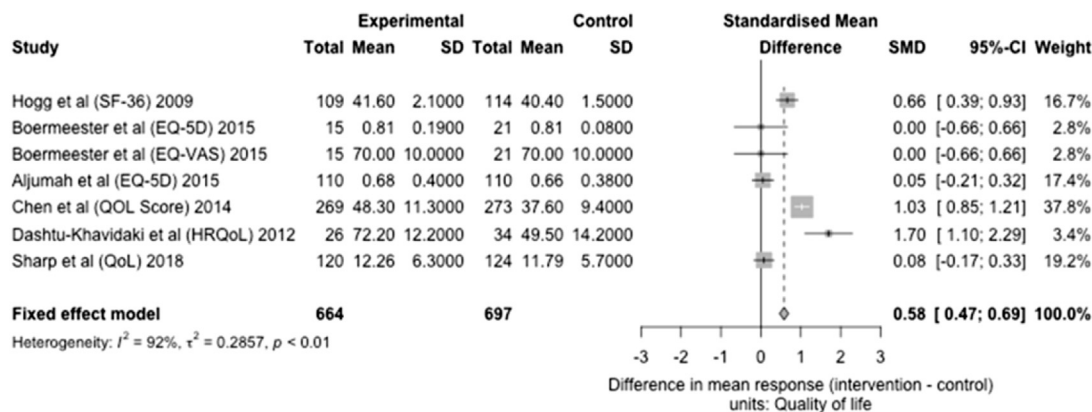 Experimental Control Standardised Mean
Study Total Mean SD Total Mean SD Difference SMD 95%-CI Weight
Hogg et al (SF-36) 2009 109 41.60 2.1000 114 40.40 1.5000 0.66 [ 0.39; 0.93] 16.7%
Boermeester et al (EQ-5D) 2015 15 0.81 0.1900 21 0.81 0.0800 0.00 [-0.66; 0.66] 2.8%
Boermeester et al (EQ-VAS) 2015 15 70.00 10.0000 21 70.00 10.0000 0.00 [-0.66; 0.66] 2.8%
Aljumah et al (EQ-5D) 2015 110 0.68 0.4000 110 0.66 0.3800 0.05 [-0.21; 0.32] 17.4%
Chen et al (QOL Score) 2014 269 48.30 11.3000 273 37.60 9.4000 1.03 [ 0.85; 1.21] 37.8%
Dashtu-Khavidaki et al (HRQoL) 2012 26 72.20 12.2000 34 49.50 14.2000 1.70 [ 1.10; 2.29] 3.4%
Sharp et al (QoL) 2018 120 12.26 6.3000 124 11.79 5.7000 0.08 [-0.17; 0.33] 19.2%
Fixed effect model 664 697 0.58 [ 0.47; 0.69] 100.0%
Heterogeneity: I² = 92%, τ² = 0.2857, p < 0.01
-3 -2 -1 0 1 2 3
Difference in mean response (intervention - control)
units: Quality of life